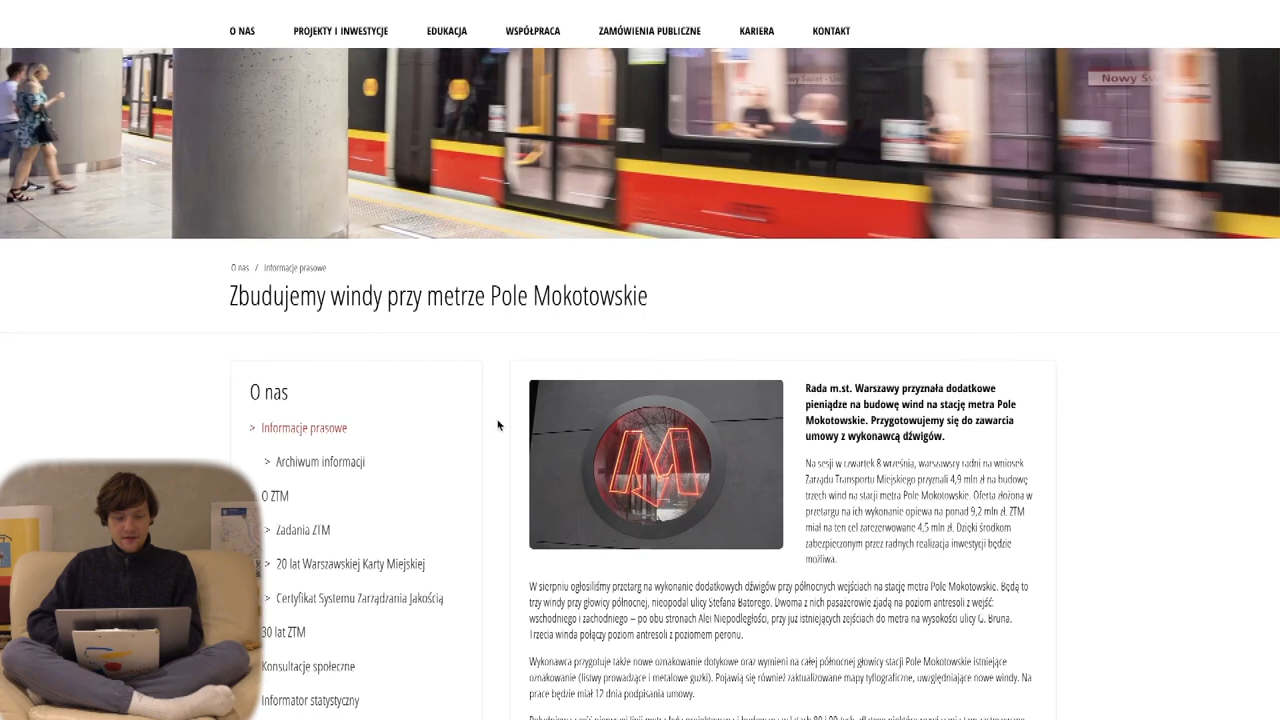 O NAS PROJEKTY I INWESTYCJE EDUKACJA WSPÓŁPRACA ZAMÓWIENIA PUBLICZNE KARIERA KONTAKT
Nowy Świat - Uni
Nowy Św
O nas / Informacje prasowe
Zbudujemy windy przy metrze Pole Mokotowskie
O nas
> Informacje prasowe
> Archiwum informacji
O ZTM
> Zadania ZTM
> 20 lat Warszawskiej Karty Miejskiej
> Certyfikat Systemu Zarządzania Jakością
30 lat ZTM
Konsultacje społeczne
Informator statystyczny
M
Rada m.st. Warszawy przyznała dodatkowe
pieniądze na budowę wind na stację metra Pole
Mokotowskie. Przygotowujemy się do zawarcia
umowy z wykonawcą dźwigów.
Na sesji w czwartek 8 września, warszawscy radni na wniosek
Zarządu Transportu Miejskiego przyznali 4,9 mln zł na budowę
trzech wind na stacji metra Pole Mokotowskie. Oferta złożona w
przetargu na ich wykonanie opiewa na ponad 9,2 mln zł. ZTM
miał na ten cel zarezerwowane 4,5 mln zł. Dzięki środkom
zabezpieczonym przez radnych realizacja inwestycji będzie
możliwa.
W sierpniu ogłosiliśmy przetarg na wykonanie dodatkowych dźwigów przy północnych wejściach na stację metra Pole Mokotowskie. Będą to
trzy windy przy głowicy północnej, nieopodal ulicy Stefana Batorego. Dwoma z nich pasażerowie zjadą na poziom antresoli z wejść:
wschodniego i zachodniego – po obu stronach Alei Niepodległości, przy już istniejących zejściach do metra na wysokości ulicy G. Bruna.
Trzecia winda połączy poziom antresoli z poziomem peronu.
Wykonawca przygotuje także nowe oznakowanie dotykowe oraz wymieni na całej północnej głowicy stacji Pole Mokotowskie istniejące
oznakowanie (listwy prowadzące i metalowe guzki). Pojawią się również zaktualizowane mapy tyflograficzne, uwzględniające nowe windy. Na
prace będzie miał 17 dnia podpisania umowy.